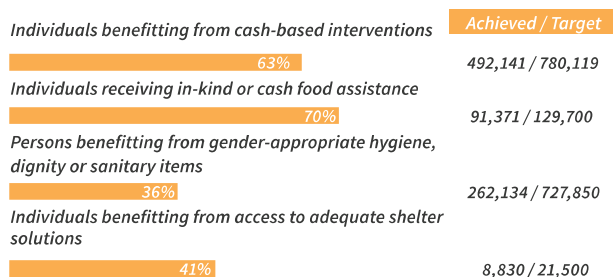 Achieved / Target
Individuals benefitting from cash-based interventions
63%
492,141 / 780,119
Individuals receiving in-kind or cash food assistance
70%
91,371 / 129,700
Persons benefitting from gender-appropriate hygiene,
dignity or sanitary items
36%
262,134 / 727,850
Individuals benefitting from access to adequate shelter
solutions
41%
8,830 / 21,500